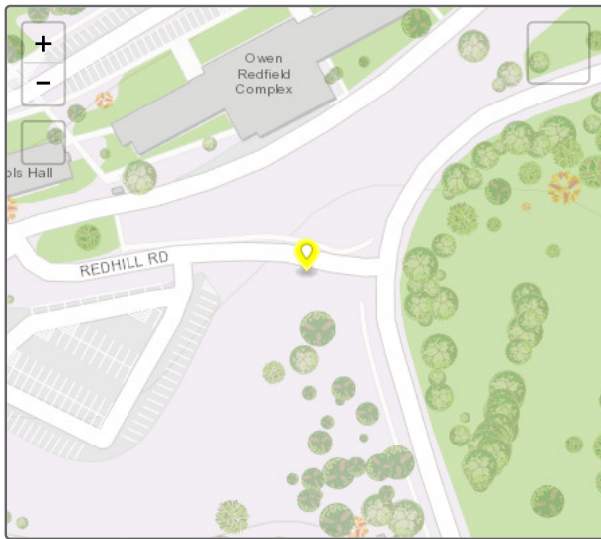 +
−
Owen
Redfield
Complex
ols Hall
REDHILL RD